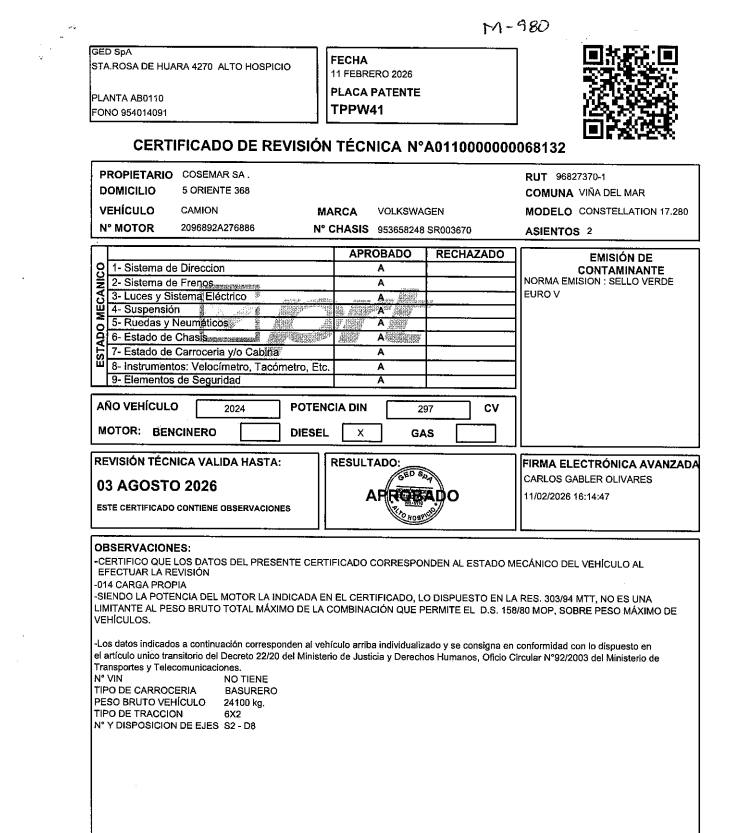 M-980
GED SpA
STA.ROSA DE HUARA 4270 ALTO HOSPICIO
PLANTA AB0110
FONO 954014091
FECHA
11 FEBRERO 2026
PLACA PATENTE
TPPW41
CERTIFICADO DE REVISIÓN TÉCNICA N°A0110000000068132
PROPIETARIO COSEMAR SA .
RUT 96827370-1
DOMICILIO 5 ORIENTE 368
COMUNA VIÑA DEL MAR
VEHÍCULO CAMION MARCA VOLKSWAGEN MODELO CONSTELLATION 17.280
N° MOTOR 2096892A276886 N° CHASIS 953658248 SR003670 ASIENTOS 2
ESTADO MECÁNICO
APROBADO RECHAZADO
1- Sistema de Direccion A
2- Sistema de Frenos A
3- Luces y Sistema Eléctrico A
4- Suspensión A
5- Ruedas y Neumáticos A
6- Estado de Chasis A
7- Estado de Carroceria y/o Cabina A
8- Instrumentos: Velocímetro, Tacómetro, Etc. A
9- Elementos de Seguridad A
EMISIÓN DE
CONTAMINANTE
NORMA EMISION : SELLO VERDE
EURO V
AÑO VEHÍCULO 2024 POTENCIA DIN 297 CV
MOTOR: BENCINERO DIESEL X GAS
REVISIÓN TÉCNICA VALIDA HASTA:
03 AGOSTO 2026
ESTE CERTIFICADO CONTIENE OBSERVACIONES
RESULTADO:
APROBADO
GED SpA
ALTO HOSPICIO
FIRMA ELECTRÓNICA AVANZADA
CARLOS GABLER OLIVARES
11/02/2026 16:14:47
OBSERVACIONES:
-CERTIFICO QUE LOS DATOS DEL PRESENTE CERTIFICADO CORRESPONDEN AL ESTADO MECÁNICO DEL VEHÍCULO AL
EFECTUAR LA REVISIÓN
-014 CARGA PROPIA
-SIENDO LA POTENCIA DEL MOTOR LA INDICADA EN EL CERTIFICADO, LO DISPUESTO EN LA RES. 303/94 MTT, NO ES UNA
LIMITANTE AL PESO BRUTO TOTAL MÁXIMO DE LA COMBINACIÓN QUE PERMITE EL D.S. 158/80 MOP, SOBRE PESO MÁXIMO DE
VEHÍCULOS.
-Los datos indicados a continuación corresponden al vehículo arriba individualizado y se consigna en conformidad con lo dispuesto en
el artículo unico transitorio del Decreto 22/20 del Ministerio de Justicia y Derechos Humanos, Oficio Circular N°92/2003 del Ministerio de
Transportes y Telecomunicaciones.
N° VIN NO TIENE
TIPO DE CARROCERIA BASURERO
PESO BRUTO VEHÍCULO 24100 kg.
TIPO DE TRACCION 6X2
N° Y DISPOSICION DE EJES S2 - D8